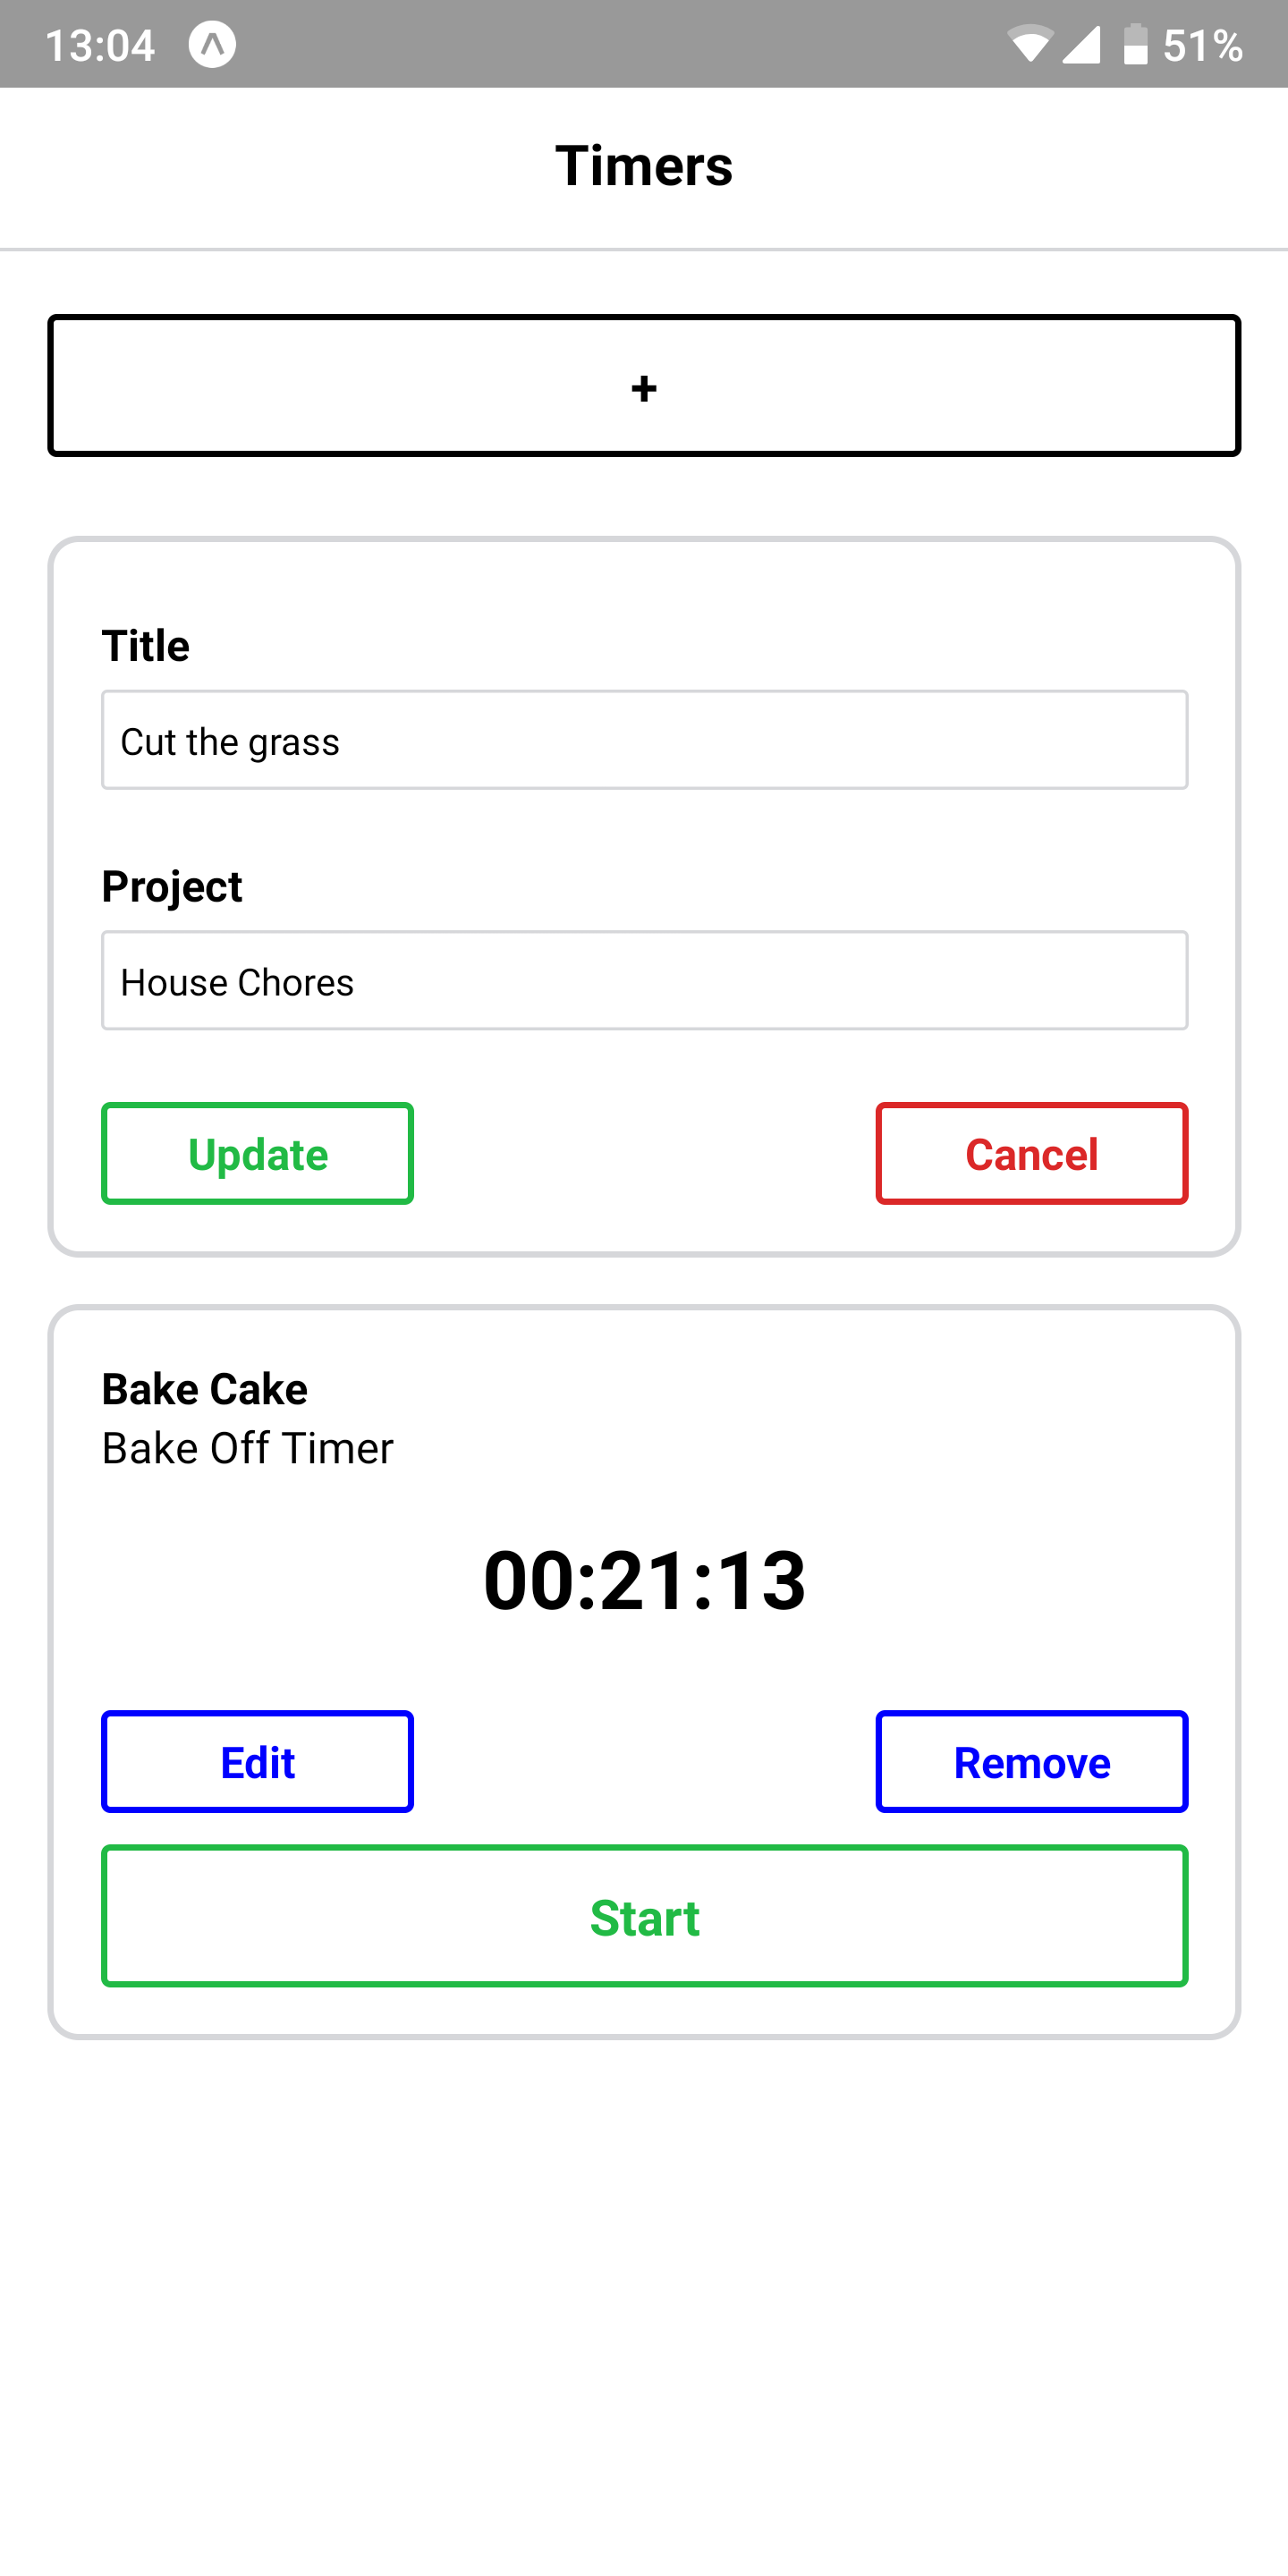 13:04 51%
Timers
+
Title
Cut the grass
Project
House Chores
Update Cancel
Bake Cake
Bake Off Timer
00:21:13
Edit Remove
Start